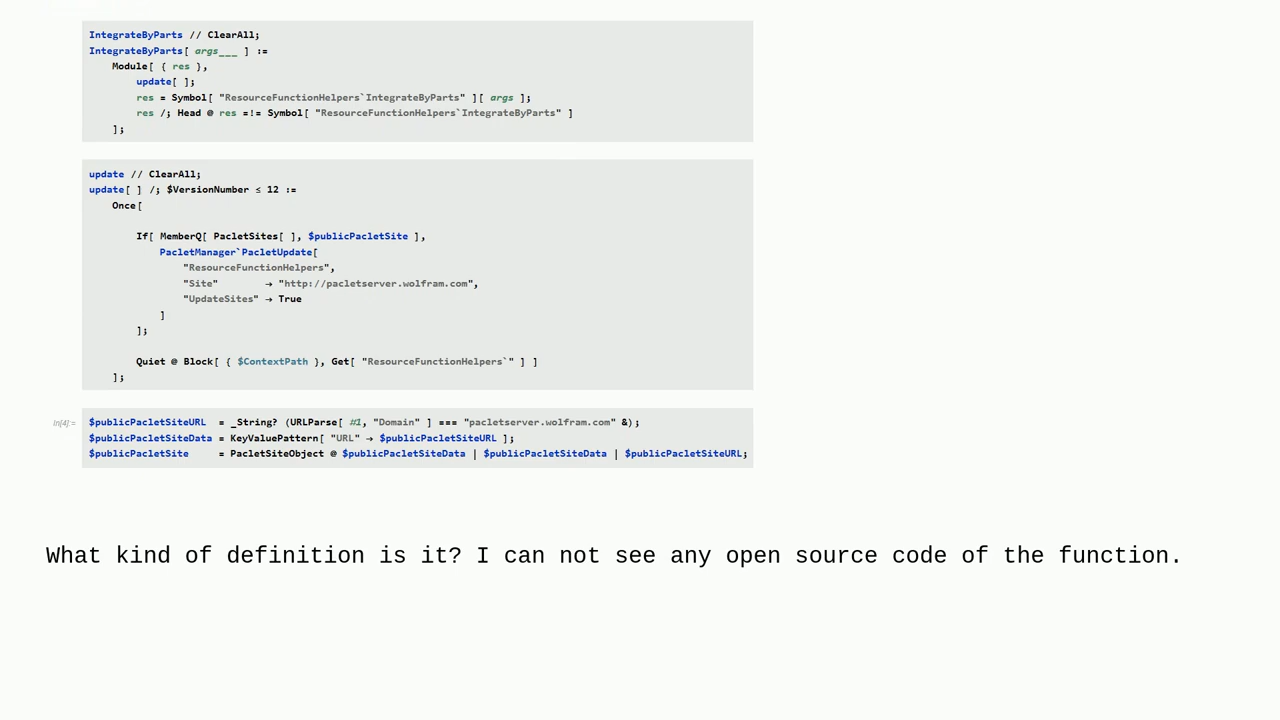 IntegrateByParts // ClearAll;
IntegrateByParts[ args___ ] :=
Module[ { res },
update[ ];
res = Symbol[ "ResourceFunctionHelpers`IntegrateByParts" ][ args ];
res /; Head @ res =!= Symbol[ "ResourceFunctionHelpers`IntegrateByParts" ]
];
update // ClearAll;
update[ ] /; $VersionNumber ≤ 12 :=
Once[
If[ MemberQ[ PacletSites[ ], $publicPacletSite ],
PacletManager`PacletUpdate[
"ResourceFunctionHelpers",
"Site" → "http://pacletserver.wolfram.com",
"UpdateSites" → True
]
];
Quiet @ Block[ { $ContextPath }, Get[ "ResourceFunctionHelpers`" ] ]
];
In[4]:= $publicPacletSiteURL = _String? (URLParse[ #1, "Domain" ] === "pacletserver.wolfram.com" &);
$publicPacletSiteData = KeyValuePattern[ "URL" → $publicPacletSiteURL ];
$publicPacletSite = PacletSiteObject @ $publicPacletSiteData | $publicPacletSiteData | $publicPacletSiteURL;
What kind of definition is it? I can not see any open source code of the function.